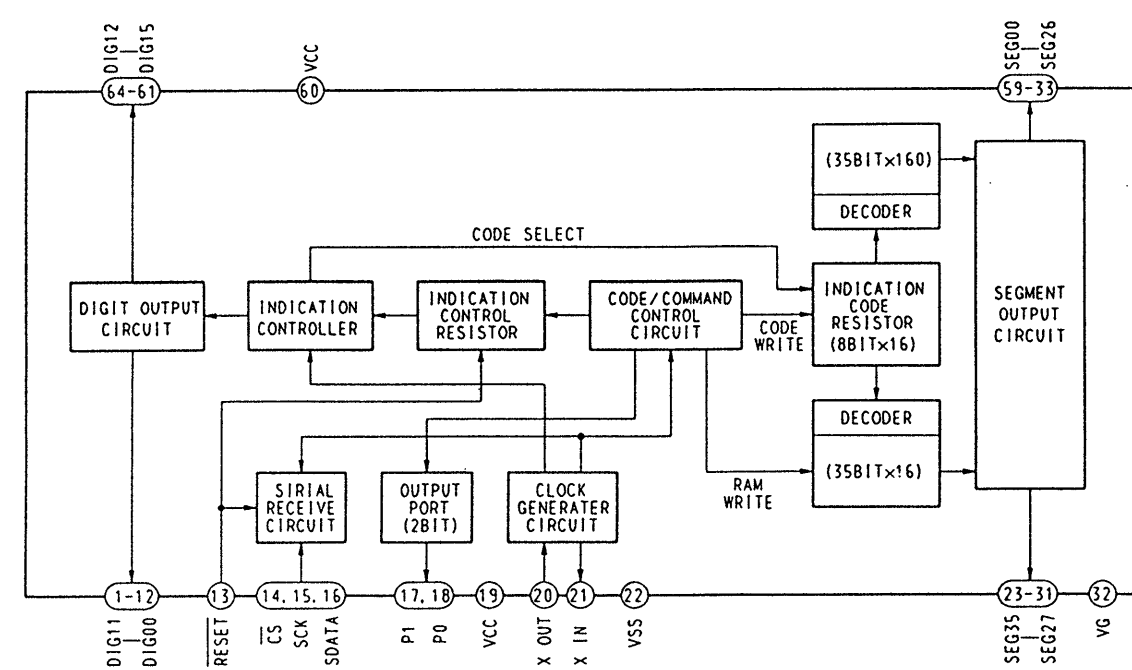 DIG12
DIG15
VCC
SEG00
SEG26
64-61
60
59-33
(35BIT×160)
DECODER
CODE SELECT
DIGIT OUTPUT
CIRCUIT
INDICATION
CONTROLLER
INDICATION
CONTROL
RESISTOR
CODE/COMMAND
CONTROL
CIRCUIT
CODE
WRITE
INDICATION
CODE
RESISTOR
(8BIT×16)
SEGMENT
OUTPUT
CIRCUIT
DECODER
(35BIT×16)
RAM
WRITE
SIRIAL
RECEIVE
CIRCUIT
OUTPUT
PORT
(2BIT)
CLOCK
GENERATER
CIRCUIT
1-12
13
14, 15, 16
17, 18
19
20
21
22
23-31
32
DIG11
DIG00
RESET
CS
SCK
SDATA
P1
P0
VCC
X OUT
X IN
VSS
SEG35
SEG27
VG